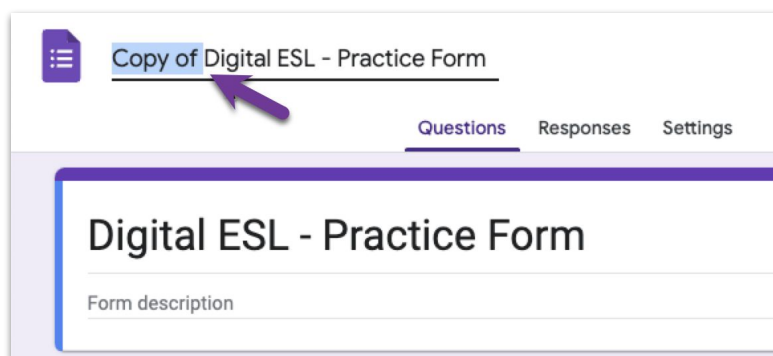 Copy of Digital ESL - Practice Form
Questions Responses Settings
Digital ESL - Practice Form
Form description